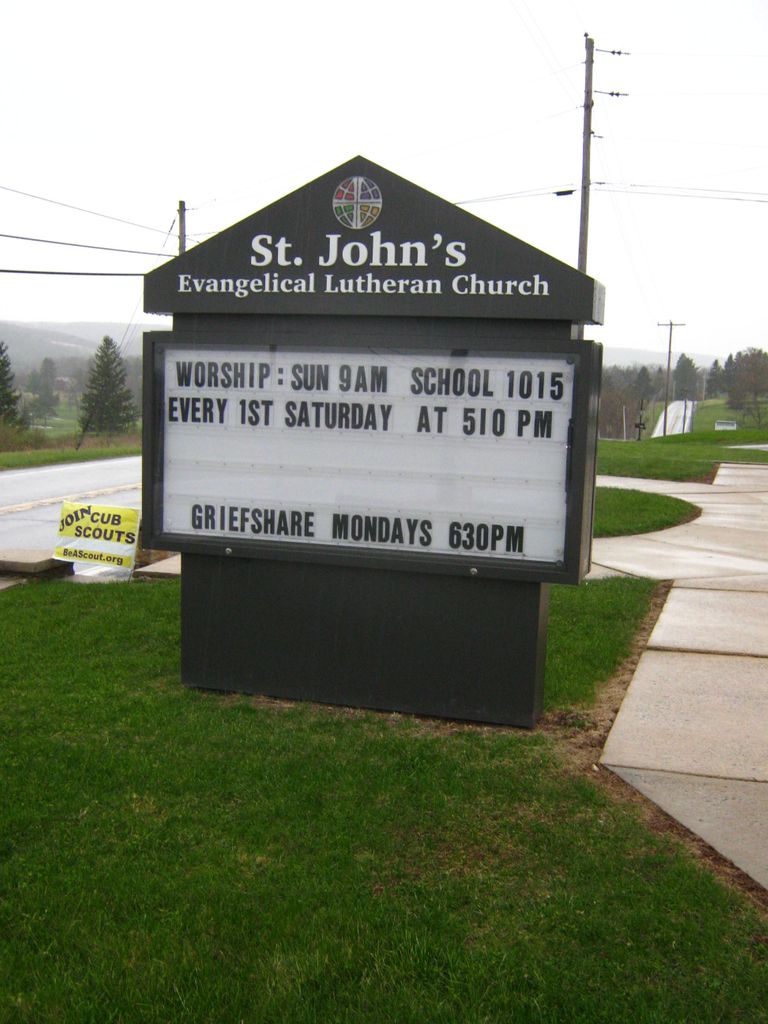 St. John's
Evangelical Lutheran Church
WORSHIP: SUN 9AM SCHOOL 1015
EVERY 1ST SATURDAY AT 510 PM
GRIEFSHARE MONDAYS 630PM
JOIN CUB
SCOUTS
BeAScout.org